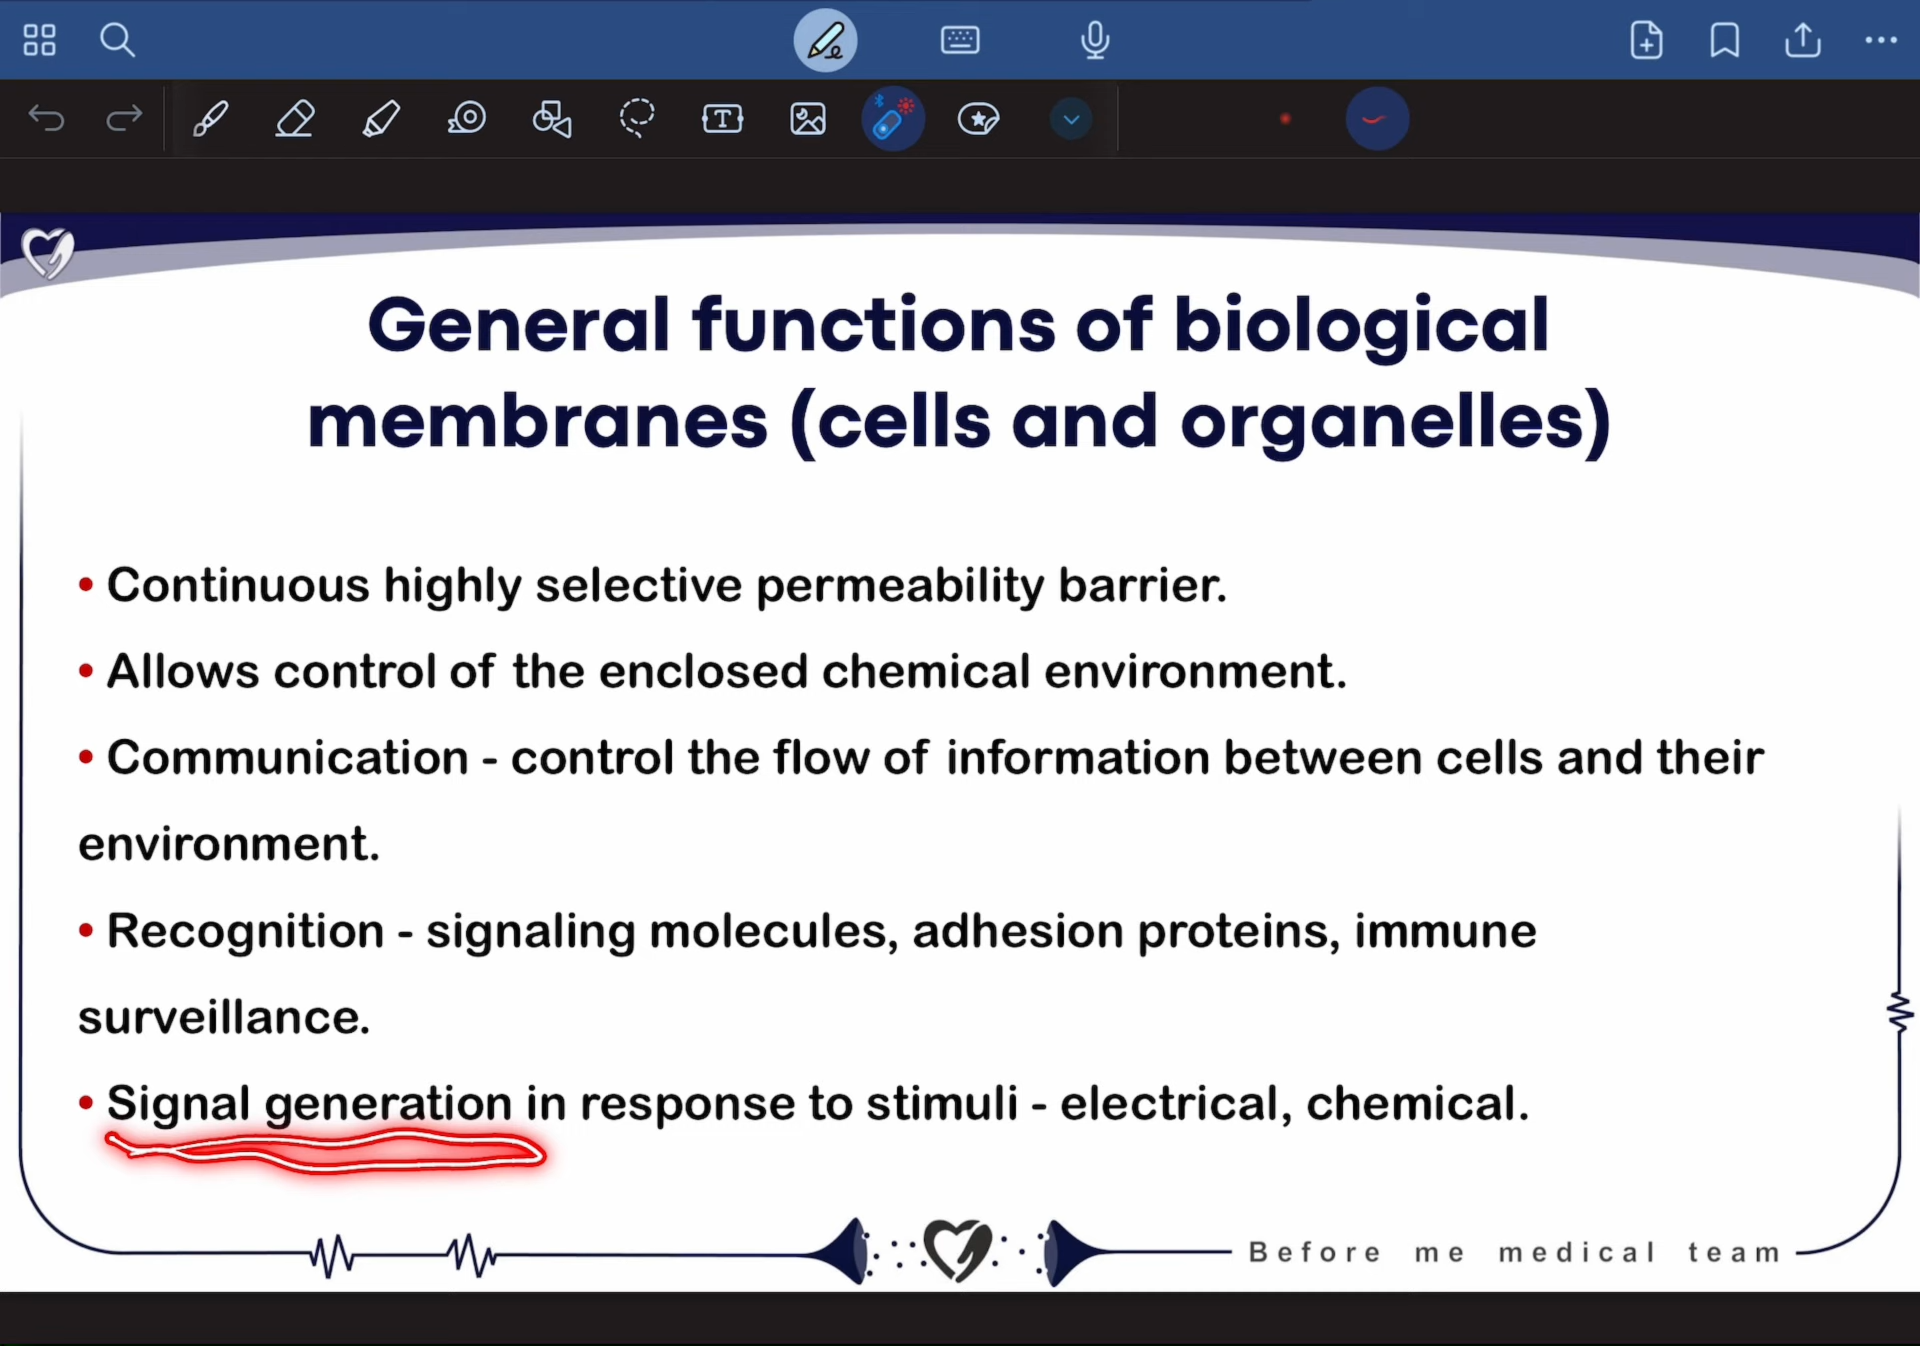 General functions of biological
membranes (cells and organelles)
• Continuous highly selective permeability barrier.
• Allows control of the enclosed chemical environment.
• Communication - control the flow of information between cells and their
environment.
• Recognition - signaling molecules, adhesion proteins, immune
surveillance.
• Signal generation in response to stimuli - electrical, chemical.
Before me medical team